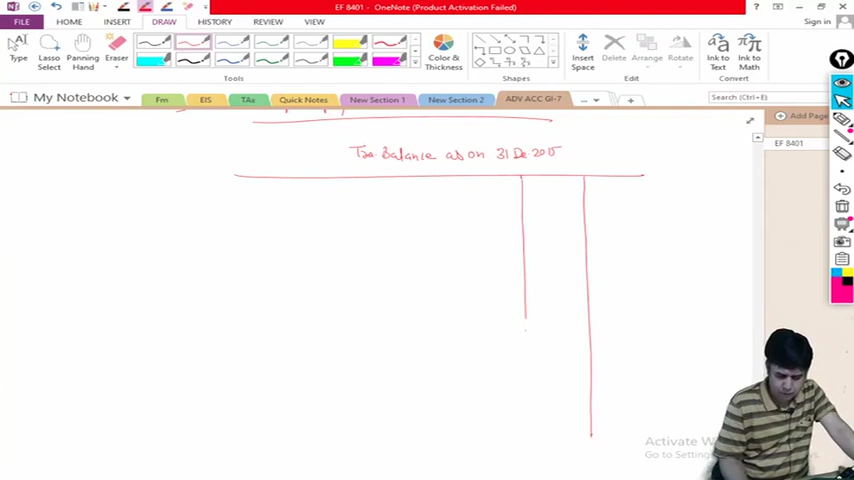 EF 8401 - OneNote (Product Activation Failed)
FILE HOME INSERT DRAW HISTORY REVIEW VIEW Sign in
Type Lasso Select Panning Hand Eraser Color & Thickness Insert Space Delete Arrange Rotate Ink to Text Ink to Math
Tools Shapes Edit Convert
My Notebook Fm EIS TAx Quick Notes New Section 1 New Section 2 ADV ACC GI-7 ... Search (Ctrl+E)
Add Page
EF 8401
Balance as on 31 De 2015
Activate W
Go to Setting